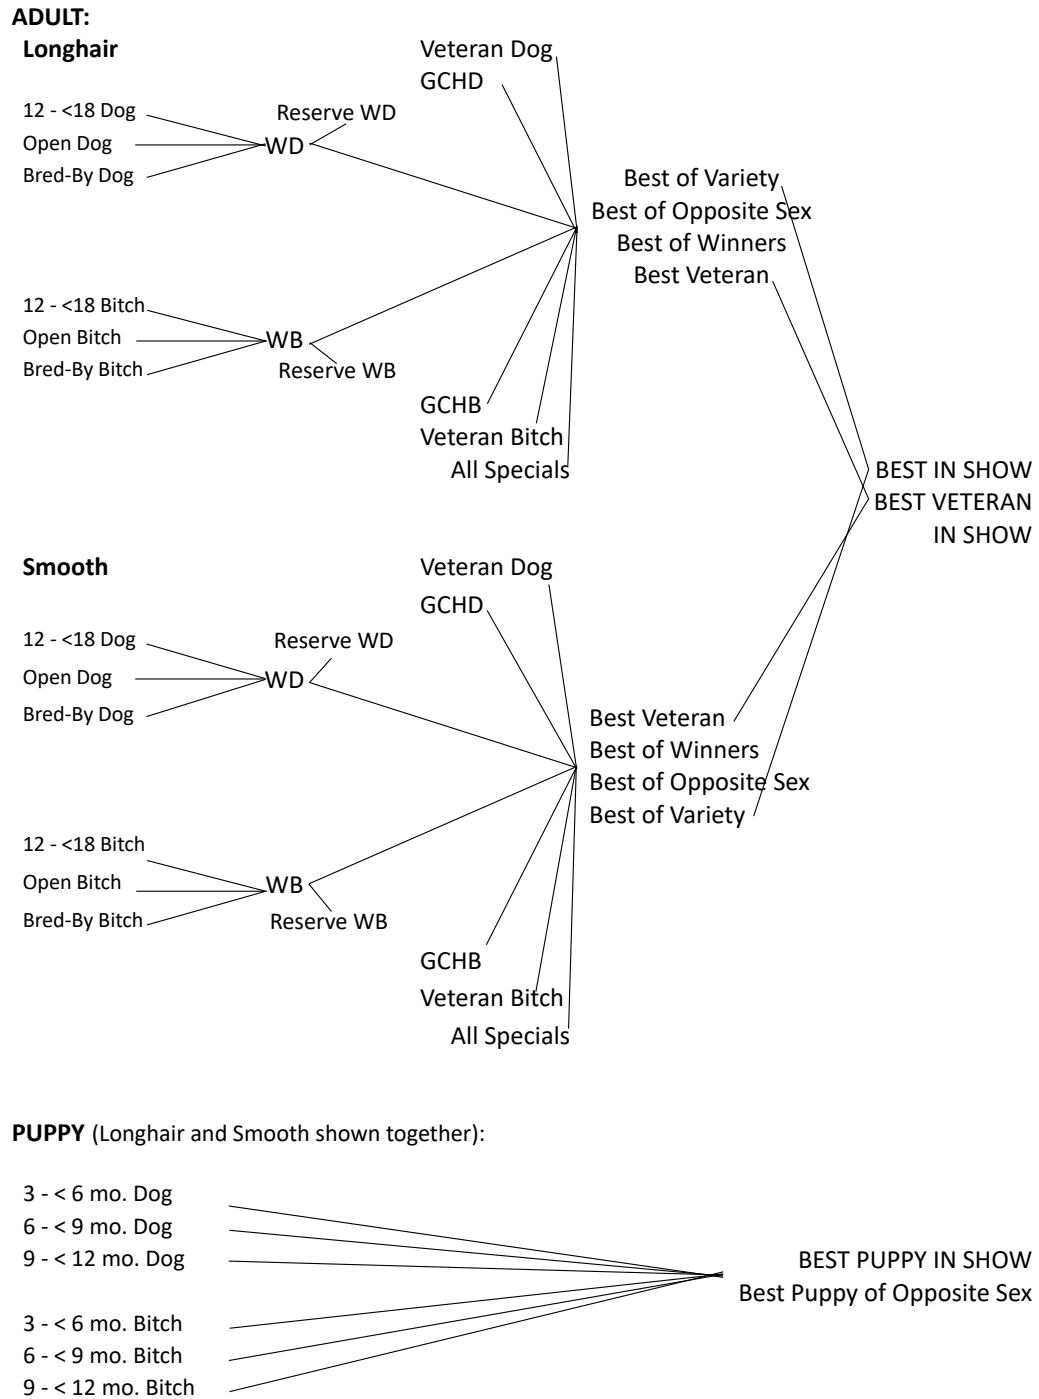 ADULT:
Longhair
Veteran Dog
GCHD
12 - <18 Dog
Reserve WD
Open Dog
WD
Bred-By Dog
Best of Variety
Best of Opposite Sex
Best of Winners
Best Veteran
12 - <18 Bitch
Open Bitch
WB
Bred-By Bitch
Reserve WB
GCHB
Veteran Bitch
All Specials
BEST IN SHOW
BEST VETERAN
IN SHOW
Smooth
Veteran Dog
GCHD
12 - <18 Dog
Reserve WD
Open Dog
WD
Bred-By Dog
Best Veteran
Best of Winners
Best of Opposite Sex
Best of Variety
12 - <18 Bitch
Open Bitch
WB
Bred-By Bitch
Reserve WB
GCHB
Veteran Bitch
All Specials
PUPPY (Longhair and Smooth shown together):
3 - < 6 mo. Dog
6 - < 9 mo. Dog
9 - < 12 mo. Dog
BEST PUPPY IN SHOW
Best Puppy of Opposite Sex
3 - < 6 mo. Bitch
6 - < 9 mo. Bitch
9 - < 12 mo. Bitch